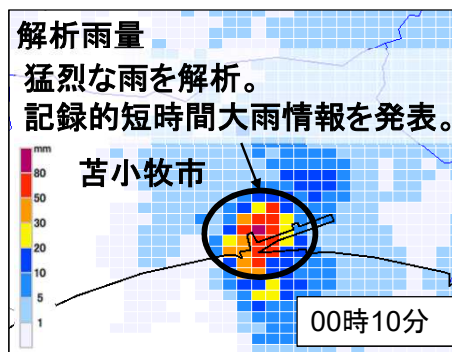 解析雨量
猛烈な雨を解析。
記録的短時間大雨情報を発表。
mm
80
50
30
20
10
5
1
苫小牧市
00時10分